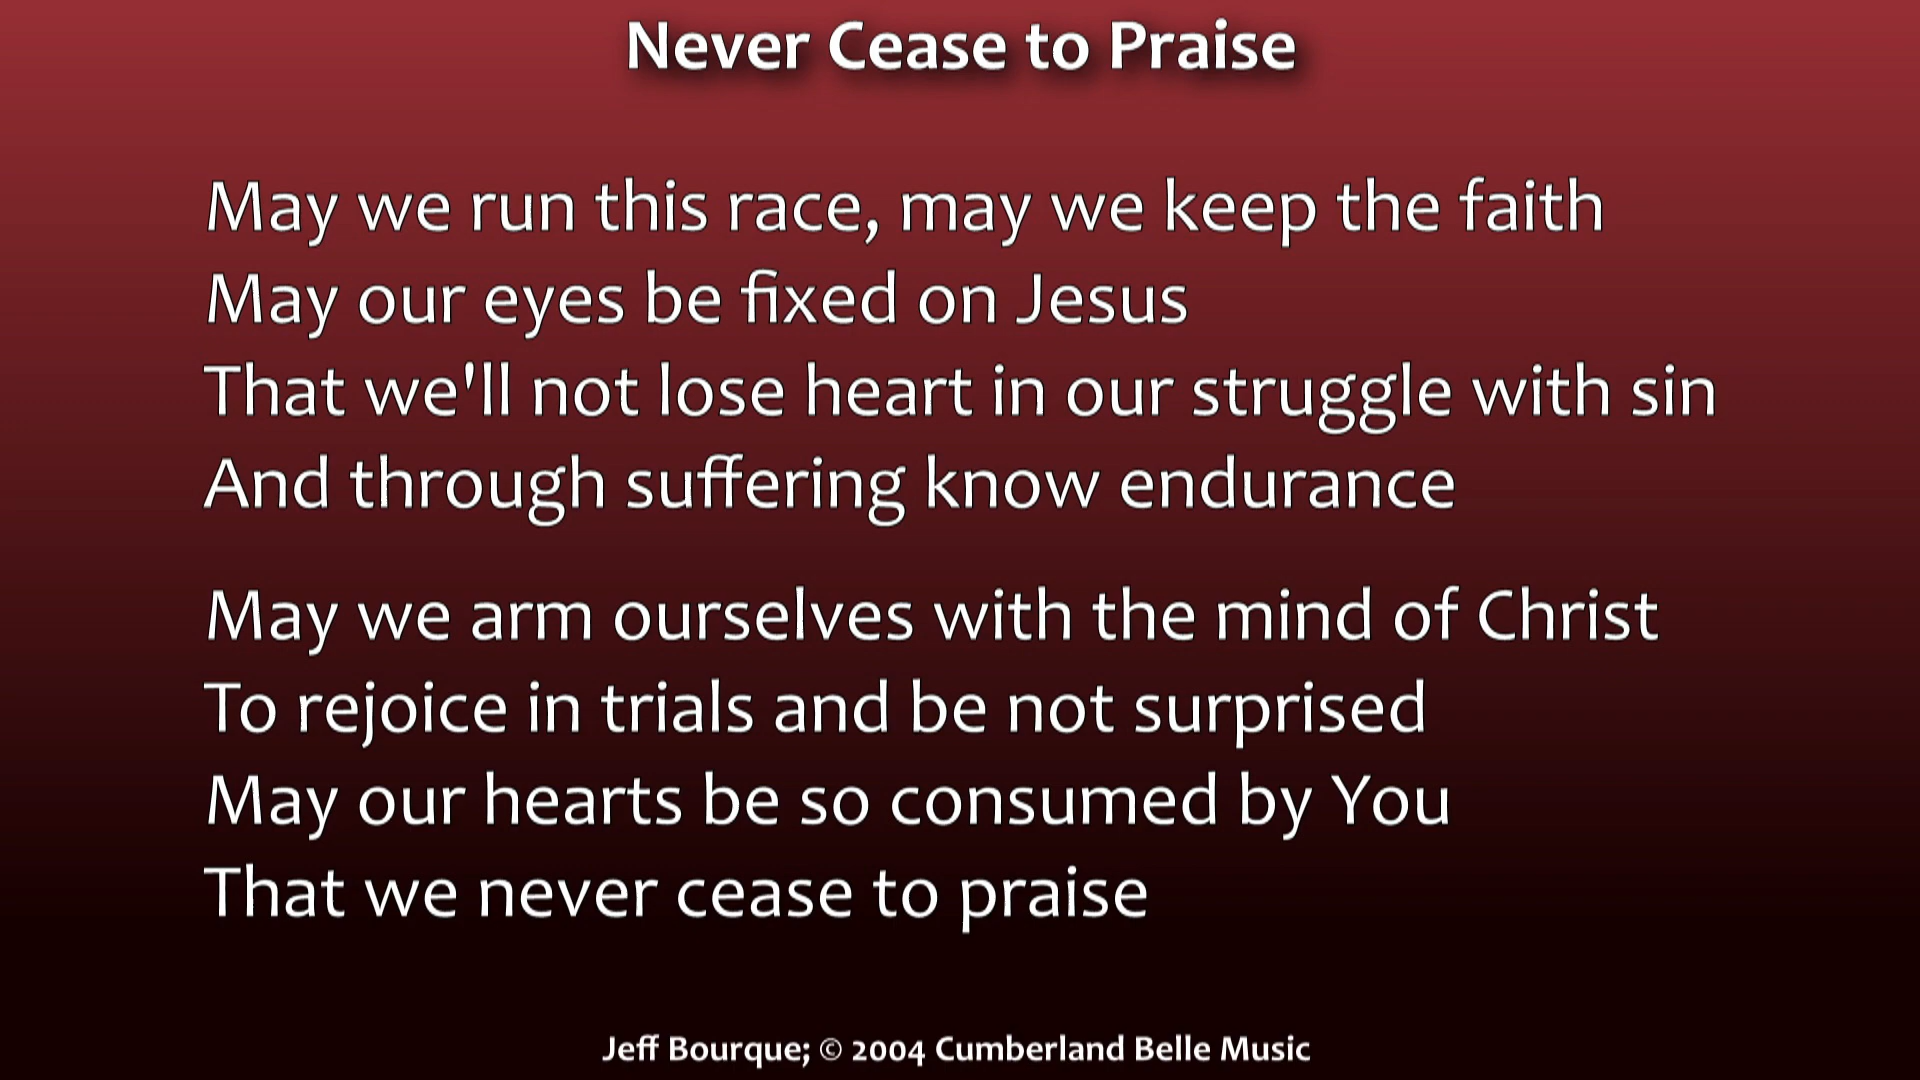 Never Cease to Praise
May we run this race, may we keep the faith
May our eyes be fixed on Jesus
That we'll not lose heart in our struggle with sin
And through suffering know endurance
May we arm ourselves with the mind of Christ
To rejoice in trials and be not surprised
May our hearts be so consumed by You
That we never cease to praise
Jeff Bourque; © 2004 Cumberland Belle Music